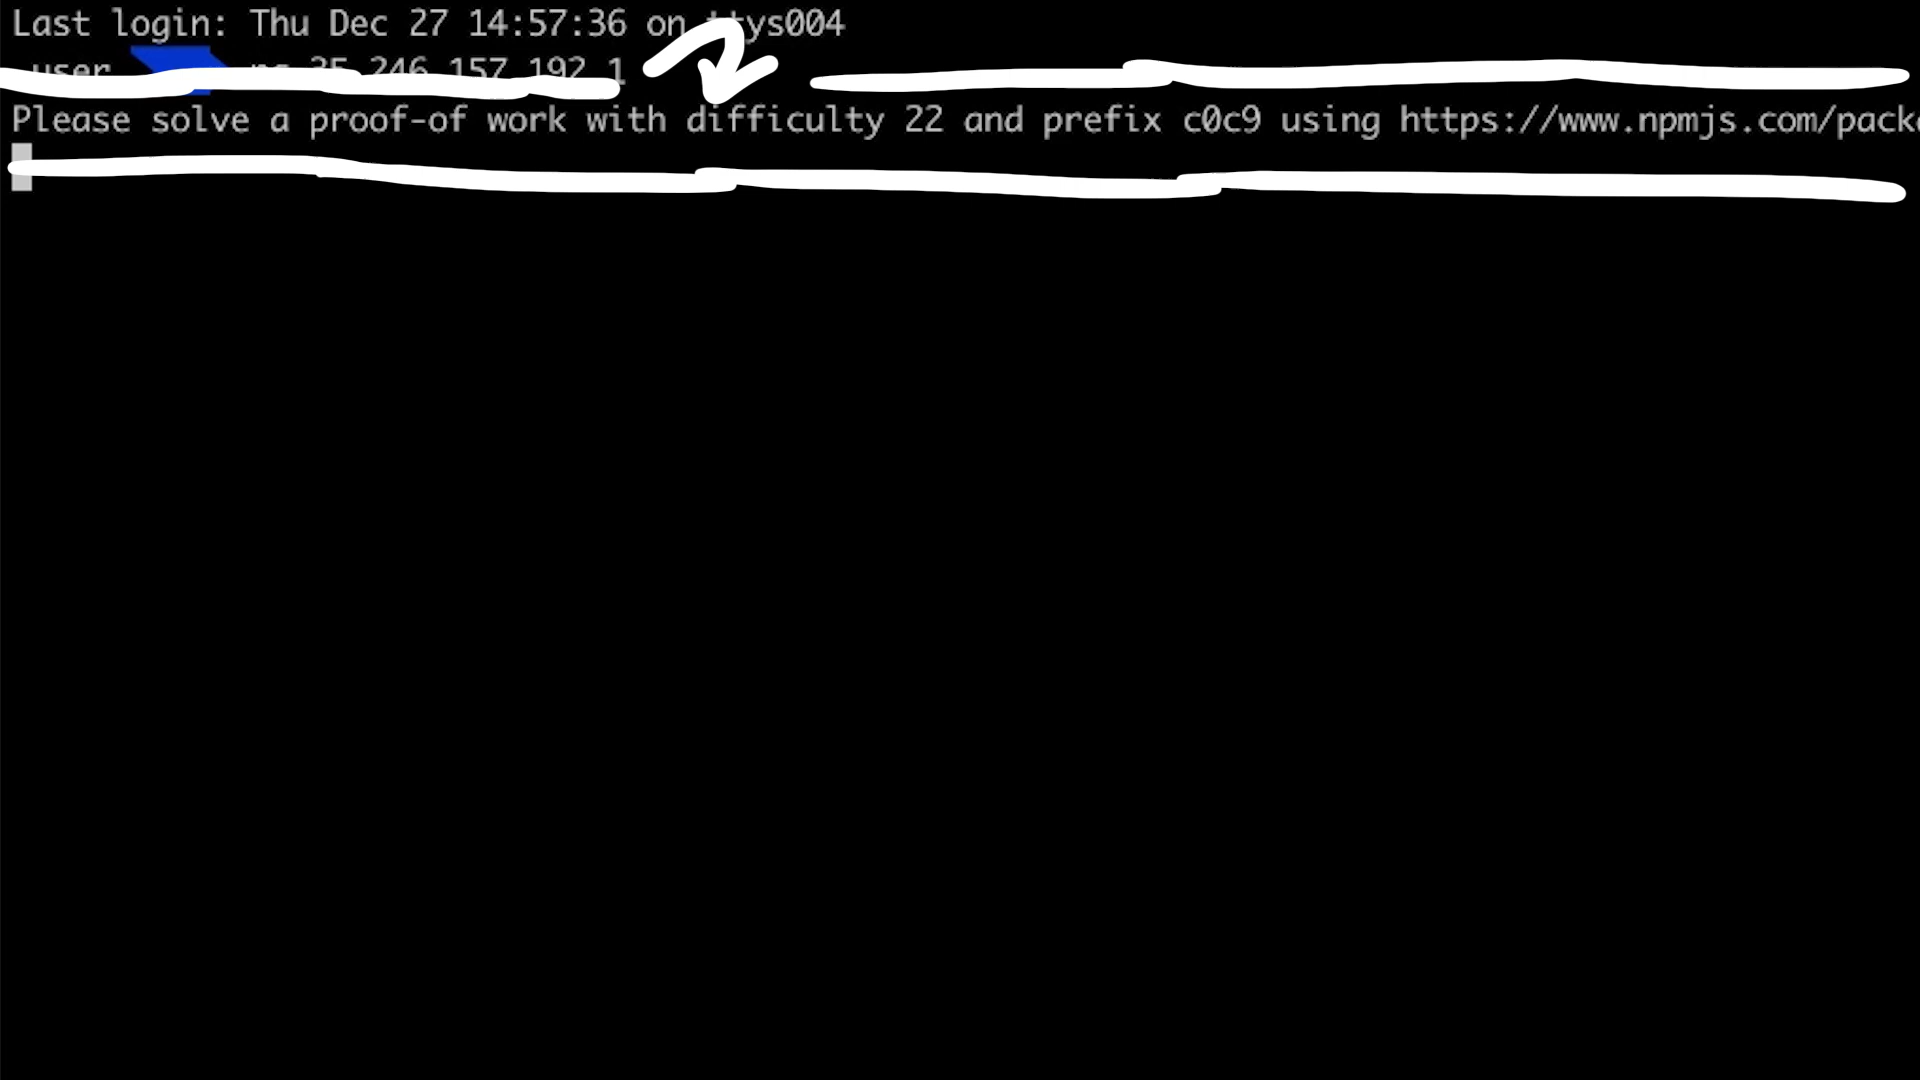 Last login: Thu Dec 27 14:57:36 on ttys004
user nc 35.246.157.192 1
Please solve a proof-of work with difficulty 22 and prefix c0c9 using https://www.npmjs.com/pack